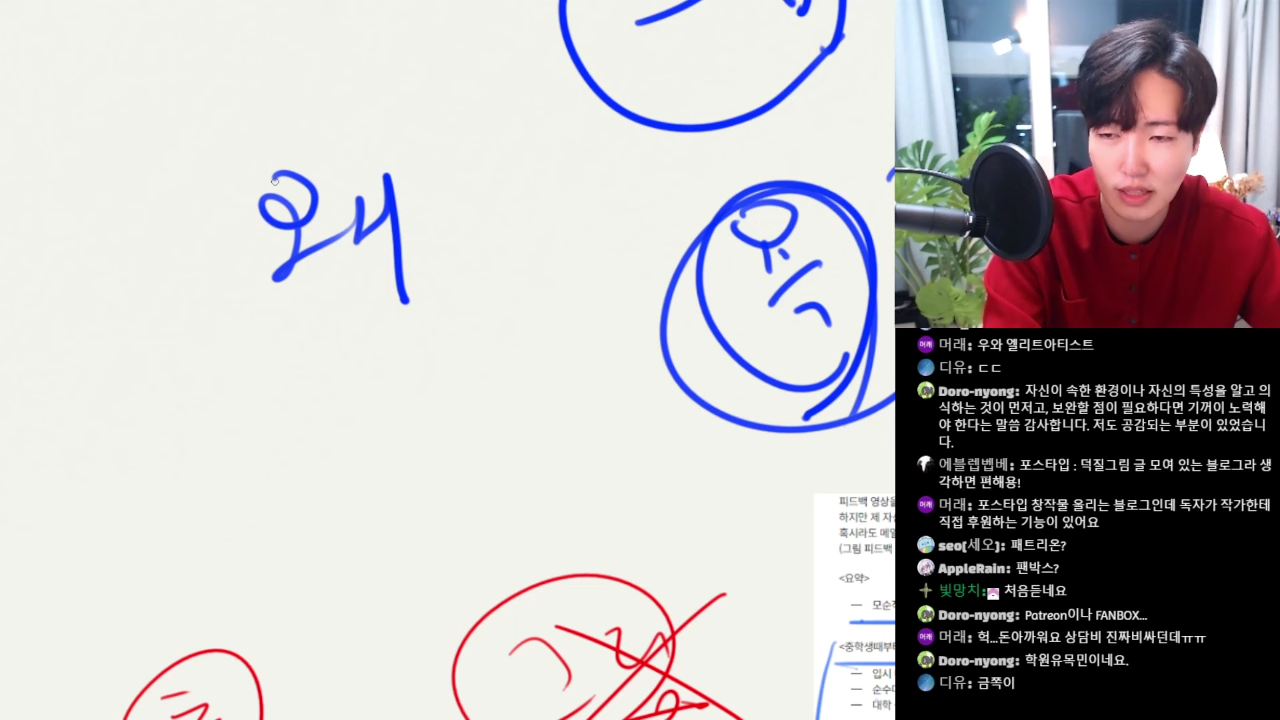 왜
머래: 우와 엘리트아티스트
디유: ㄷㄷ
Doro-nyong: 자신이 속한 환경이나 자신의 특성을 알고 의
식하는 것이 먼저고, 보완할 점이 필요하다면 기꺼이 노력해
야 한다는 말씀 감사합니다. 저도 공감되는 부분이 있었습니
다.
에블렙벱베: 포스타입 : 덕질그림 글 모여 있는 블로그라 생
각하면 편해용!
머래: 포스타입 창작물 올리는 블로그인데 독자가 작가한테
직접 후원하는 기능이 있어요
seo[세오]: 패트리온?
AppleRain: 팬박스?
빛망치: 처음듣네요
Doro-nyong: Patreon이나 FANBOX...
머래: 헉...돈아까워요 상담비 진짜비싸던데ㅠㅠ
Doro-nyong: 학원유목민이네요.
디유: 금쪽이
피드백 영상을
하지만 제 자
혹시라도 메일
(그림 피드백
<요약>
— 모순
<중학생때부터
— 입시
— 순수
— 대학